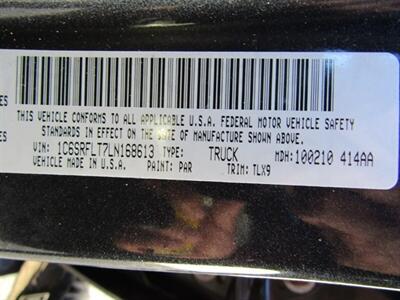 THIS VEHICLE CONFORMS TO ALL APPLICABLE U.S.A. FEDERAL MOTOR VEHICLE SAFETY
STANDARDS IN EFFECT ON THE DATE OF MANUFACTURE SHOWN ABOVE.
VIN: 1C6SRFLT7LN168613 TYPE: TRUCK MDH: 100210 414AA
VEHICLE MADE IN U.S.A. PAINT: PAR TRIM: TLX9